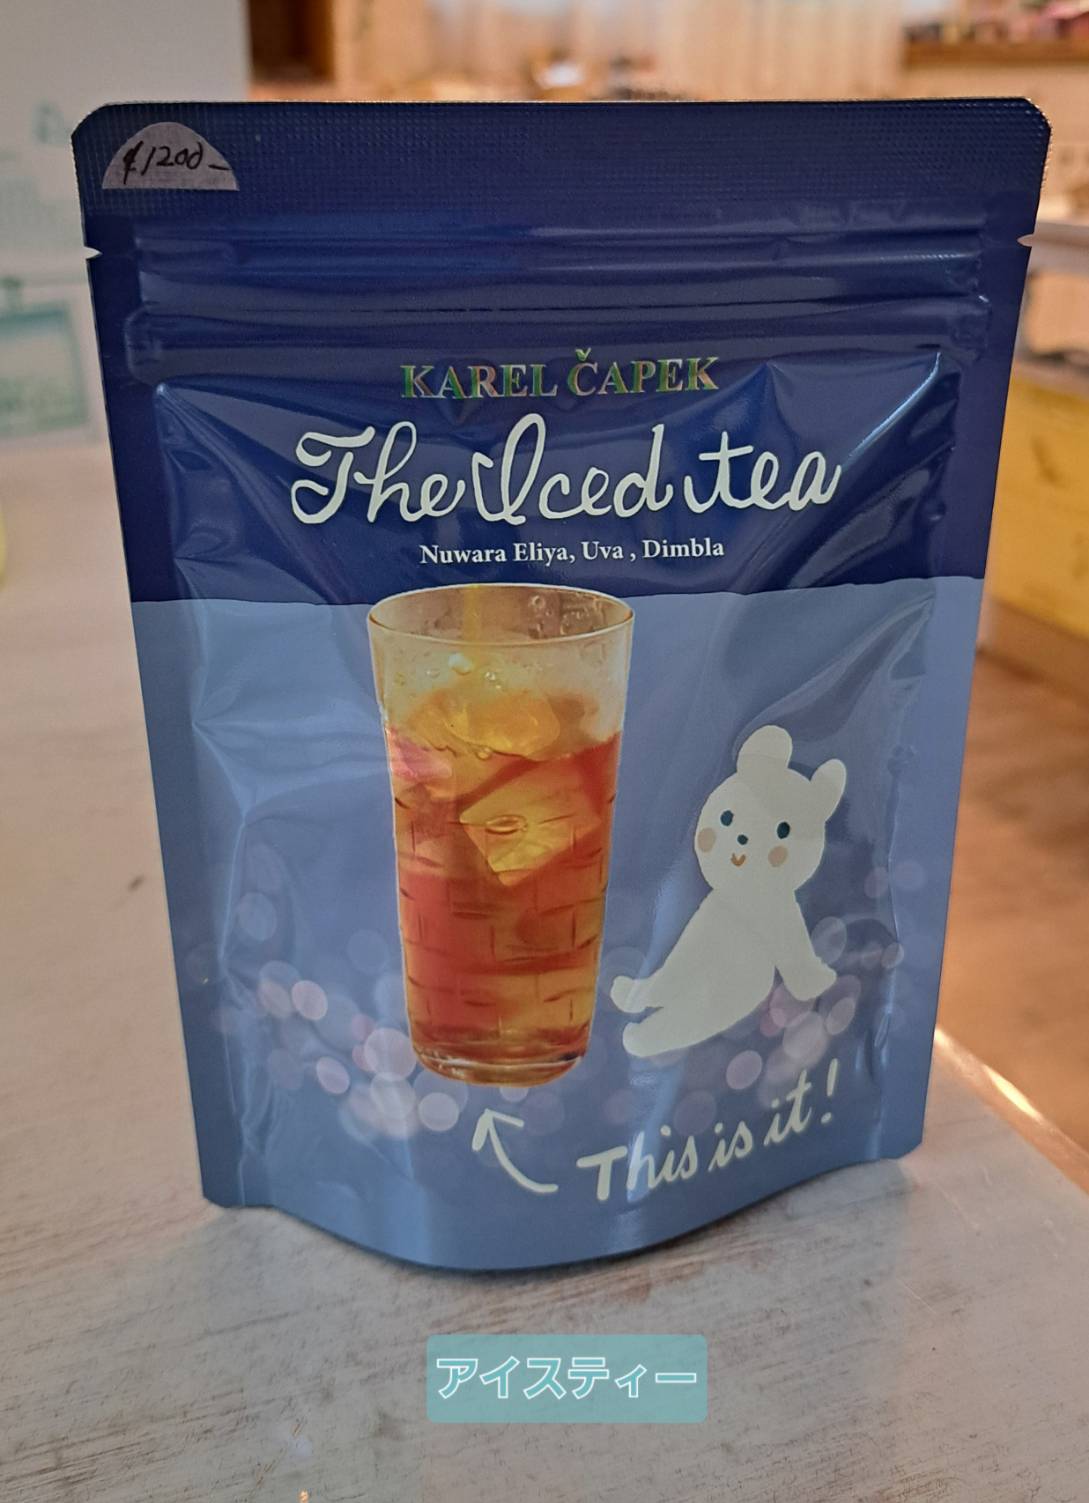 ¥1200-
KAREL ČAPEK
The Iced tea
Nuwara Eliya, Uva , Dimbla
This is it!
アイスティー